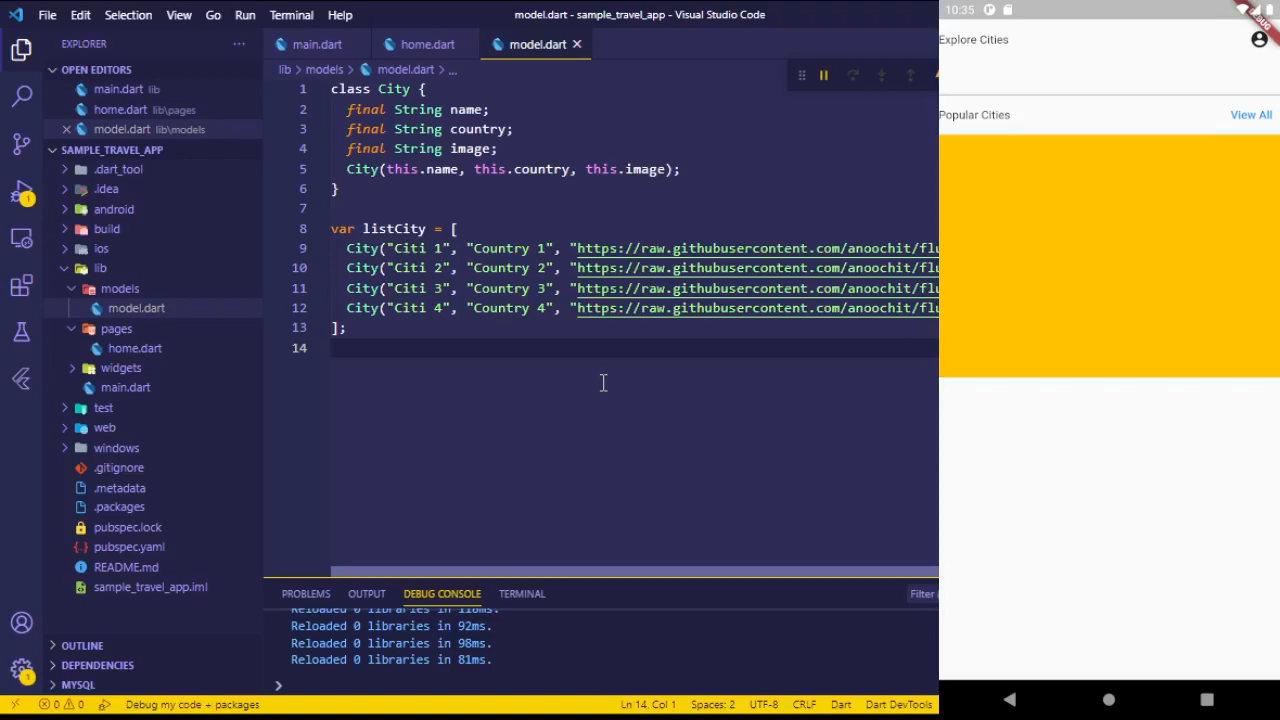 File Edit Selection View Go Run Terminal Help
model.dart - sample_travel_app - Visual Studio Code
EXPLORER
OPEN EDITORS
main.dart lib
home.dart lib\pages
model.dart lib\models
SAMPLE_TRAVEL_APP
.dart_tool
.idea
android
build
ios
lib
models
model.dart
pages
home.dart
widgets
main.dart
test
web
windows
.gitignore
.metadata
.packages
pubspec.lock
pubspec.yaml
README.md
sample_travel_app.iml
OUTLINE
DEPENDENCIES
MYSQL
main.dart home.dart model.dart
lib models model.dart ...
1 class City {
2 final String name;
3 final String country;
4 final String image;
5 City(this.name, this.country, this.image);
6 }
7
8 var listCity = [
9 City("Citi 1", "Country 1", "https://raw.githubusercontent.com/anoochit/flu
10 City("Citi 2", "Country 2", "https://raw.githubusercontent.com/anoochit/flu
11 City("Citi 3", "Country 3", "https://raw.githubusercontent.com/anoochit/flu
12 City("Citi 4", "Country 4", "https://raw.githubusercontent.com/anoochit/flu
13 ];
14
PROBLEMS OUTPUT DEBUG CONSOLE TERMINAL
Filter
Reloaded 0 libraries in 118ms.
Reloaded 0 libraries in 92ms.
Reloaded 0 libraries in 98ms.
Reloaded 0 libraries in 81ms.
1
1
0 0 Debug my code + packages
Ln 14, Col 1 Spaces: 2 UTF-8 CRLF Dart Dart DevTools
10:35
DEBUG
Explore Cities
Popular Cities View All